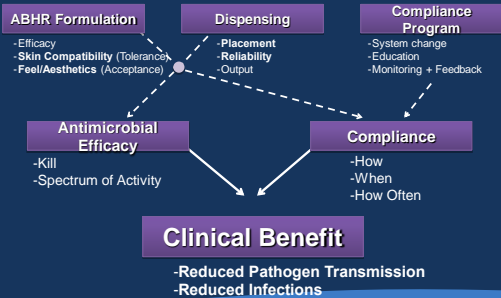 ABHR Formulation
-Efficacy
-Skin Compatibility (Tolerance)
-Feel/Aesthetics (Acceptance)
Dispensing
-Placement
-Reliability
-Output
Compliance
Program
-System change
-Education
-Monitoring + Feedback
Antimicrobial
Efficacy
-Kill
-Spectrum of Activity
Compliance
-How
-When
-How Often
Clinical Benefit
-Reduced Pathogen Transmission
-Reduced Infections